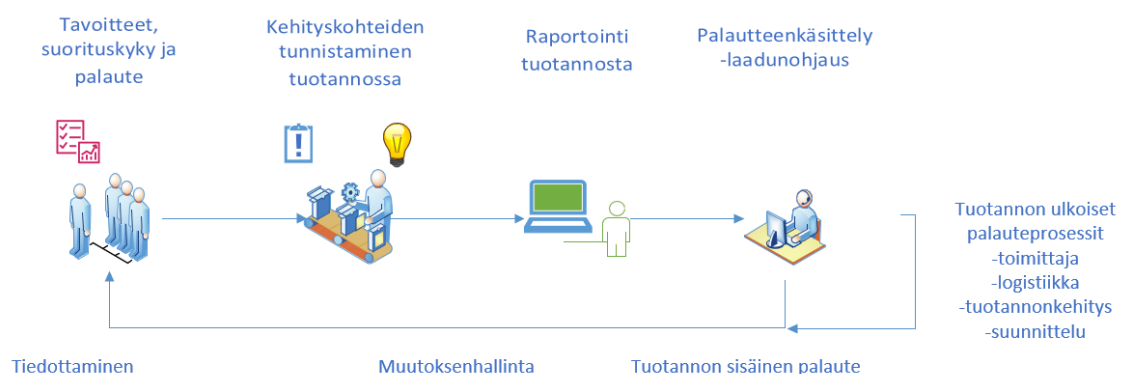 Tavoitteet,
suorituskyky ja
palaute
Kehityskohteiden
tunnistaminen
tuotannossa
Raportointi
tuotannosta
Palautteenkäsittely
-laadunohjaus
Tuotannon ulkoiset
palauteprosessit
-toimittaja
-logistiikka
-tuotannonkehitys
-suunnittelu
Tiedottaminen
Muutoksenhallinta
Tuotannon sisäinen palaute